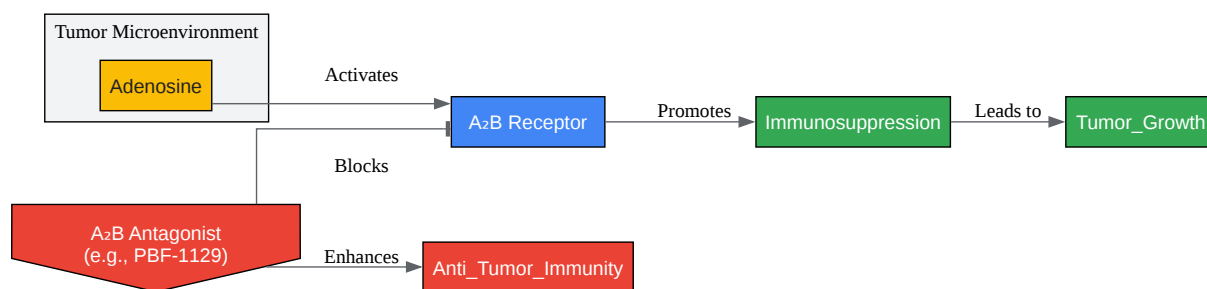 Tumor Microenvironment
Adenosine
Activates
A₂B Receptor
Promotes
Immunosuppression
Leads to
Tumor_Growth
Blocks
A₂B Antagonist
(e.g., PBF-1129)
Enhances
Anti_Tumor_Immunity